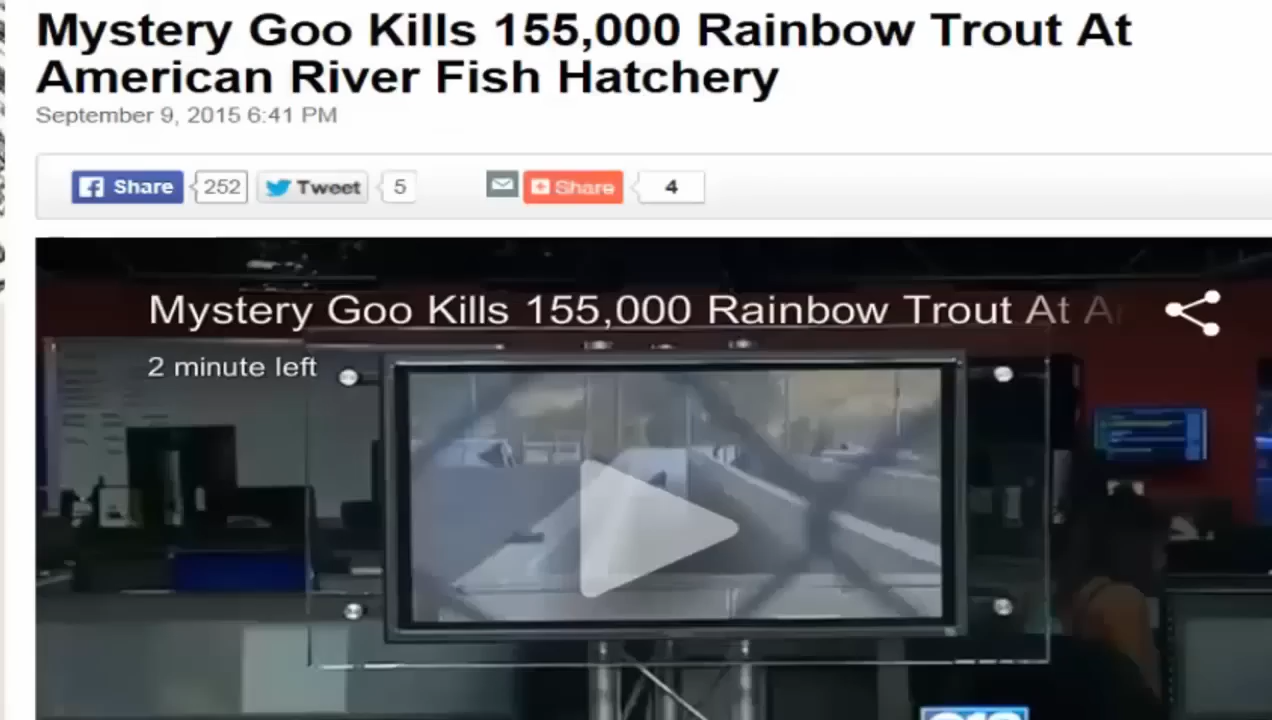 Mystery Goo Kills 155,000 Rainbow Trout At
American River Fish Hatchery
September 9, 2015 6:41 PM
Share 252 Tweet 5 Share 4
Mystery Goo Kills 155,000 Rainbow Trout At
2 minute left